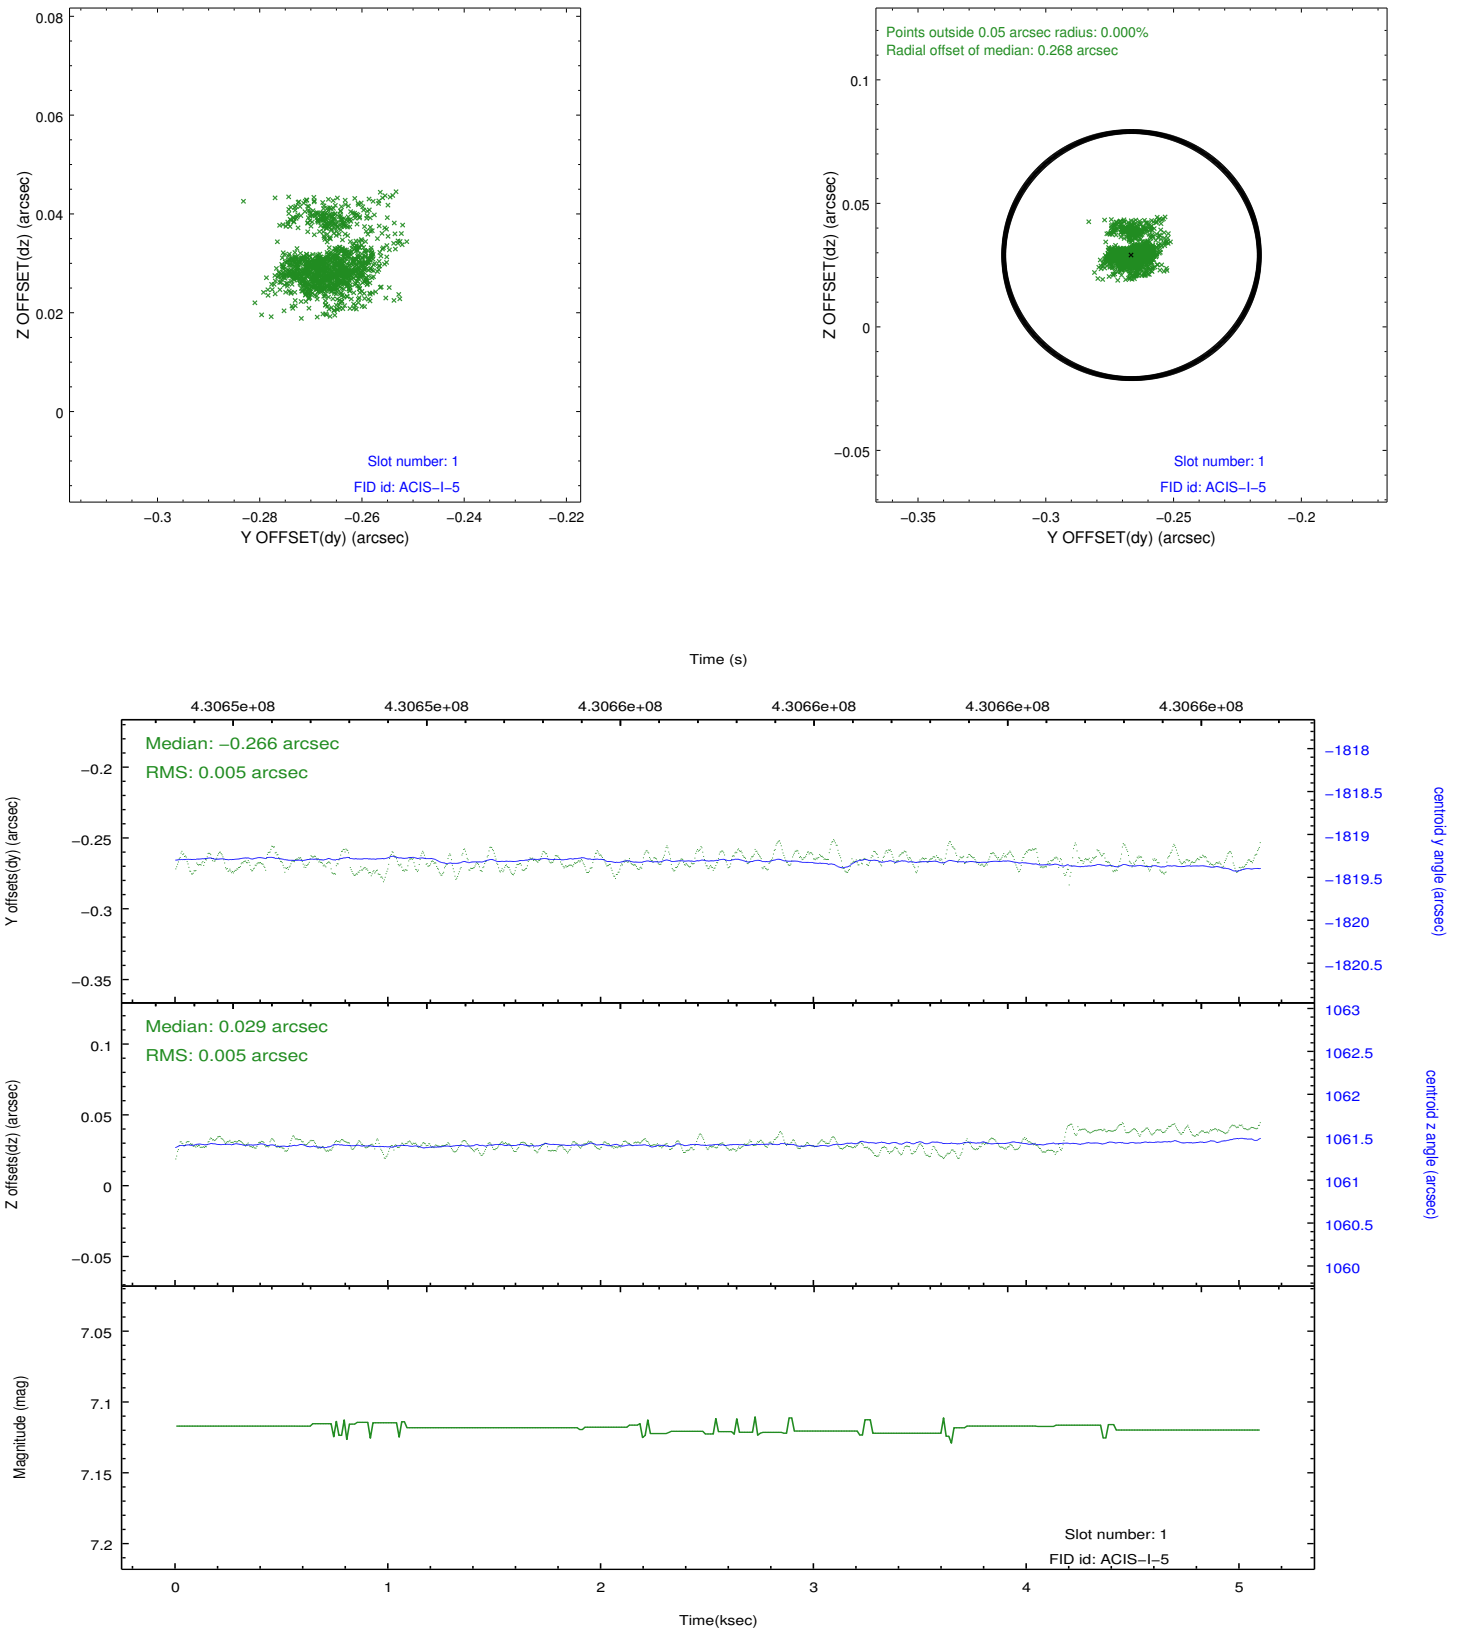 0.08
0.06
0.04
0.02
0
Z OFFSET(dz) (arcsec)
Slot number: 1
FID id: ACIS−I−5
−0.3 −0.28 −0.26 −0.24 −0.22
Y OFFSET(dy) (arcsec)
Points outside 0.05 arcsec radius: 0.000%
Radial offset of median: 0.268 arcsec
0.1
0.05
0
−0.05
Z OFFSET(dz) (arcsec)
Slot number: 1
FID id: ACIS−I−5
−0.35 −0.3 −0.25 −0.2
Y OFFSET(dy) (arcsec)
Time (s)
4.3065e+08 4.3065e+08 4.3066e+08 4.3066e+08 4.3066e+08 4.3066e+08
Median: −0.266 arcsec
RMS: 0.005 arcsec
−0.2
−0.25
−0.3
−0.35
Y offsets(dy) (arcsec)
−1818
−1818.5
−1819
−1819.5
−1820
−1820.5
centroid y angle (arcsec)
Median: 0.029 arcsec
RMS: 0.005 arcsec
0.1
0.05
0
−0.05
Z offsets(dz) (arcsec)
1063
1062.5
1062
1061.5
1061
1060.5
1060
centroid z angle (arcsec)
7.05
7.1
7.15
7.2
Magnitude (mag)
Slot number: 1
FID id: ACIS−I−5
0 1 2 3 4 5
Time(ksec)